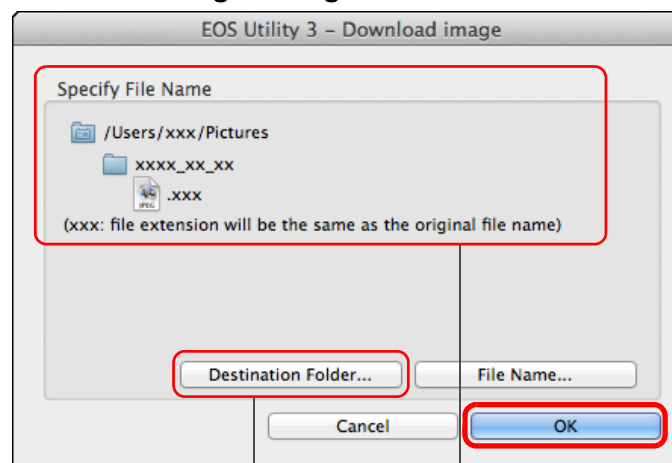 EOS Utility 3 – Download image
Specify File Name
/Users/xxx/Pictures
xxxx_xx_xx
JPEG
.xxx
(xxx: file extension will be the same as the original file name)
Destination Folder...
File Name...
Cancel
OK